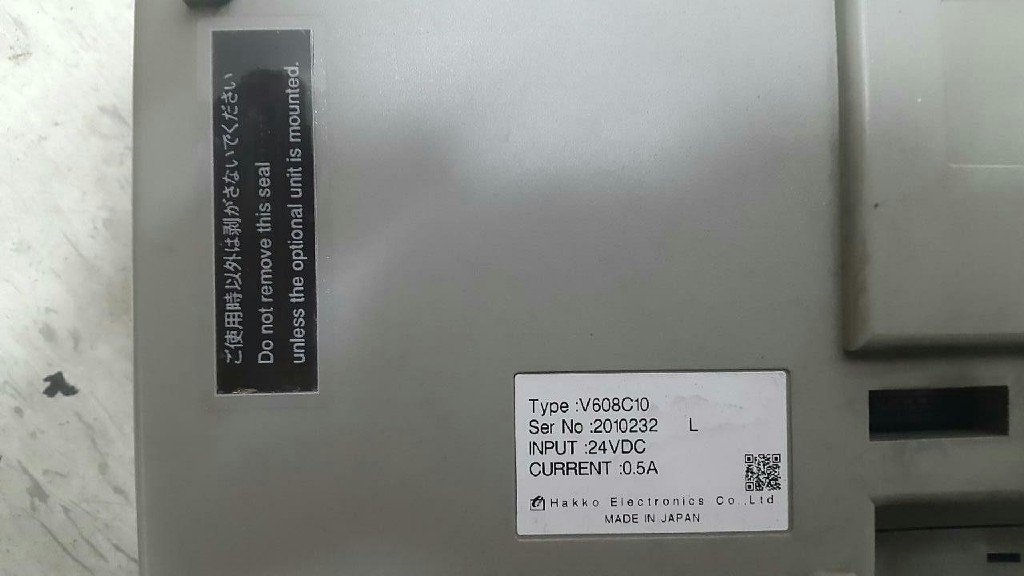 ご使用時以外は剥がさないでください
Do not remove this seal
unless the optional unit is mounted.
Type :V608C10
Ser No :2010232 L
INPUT :24VDC
CURRENT :0.5A
Hakko Electronics Co.,Ltd
MADE IN JAPAN